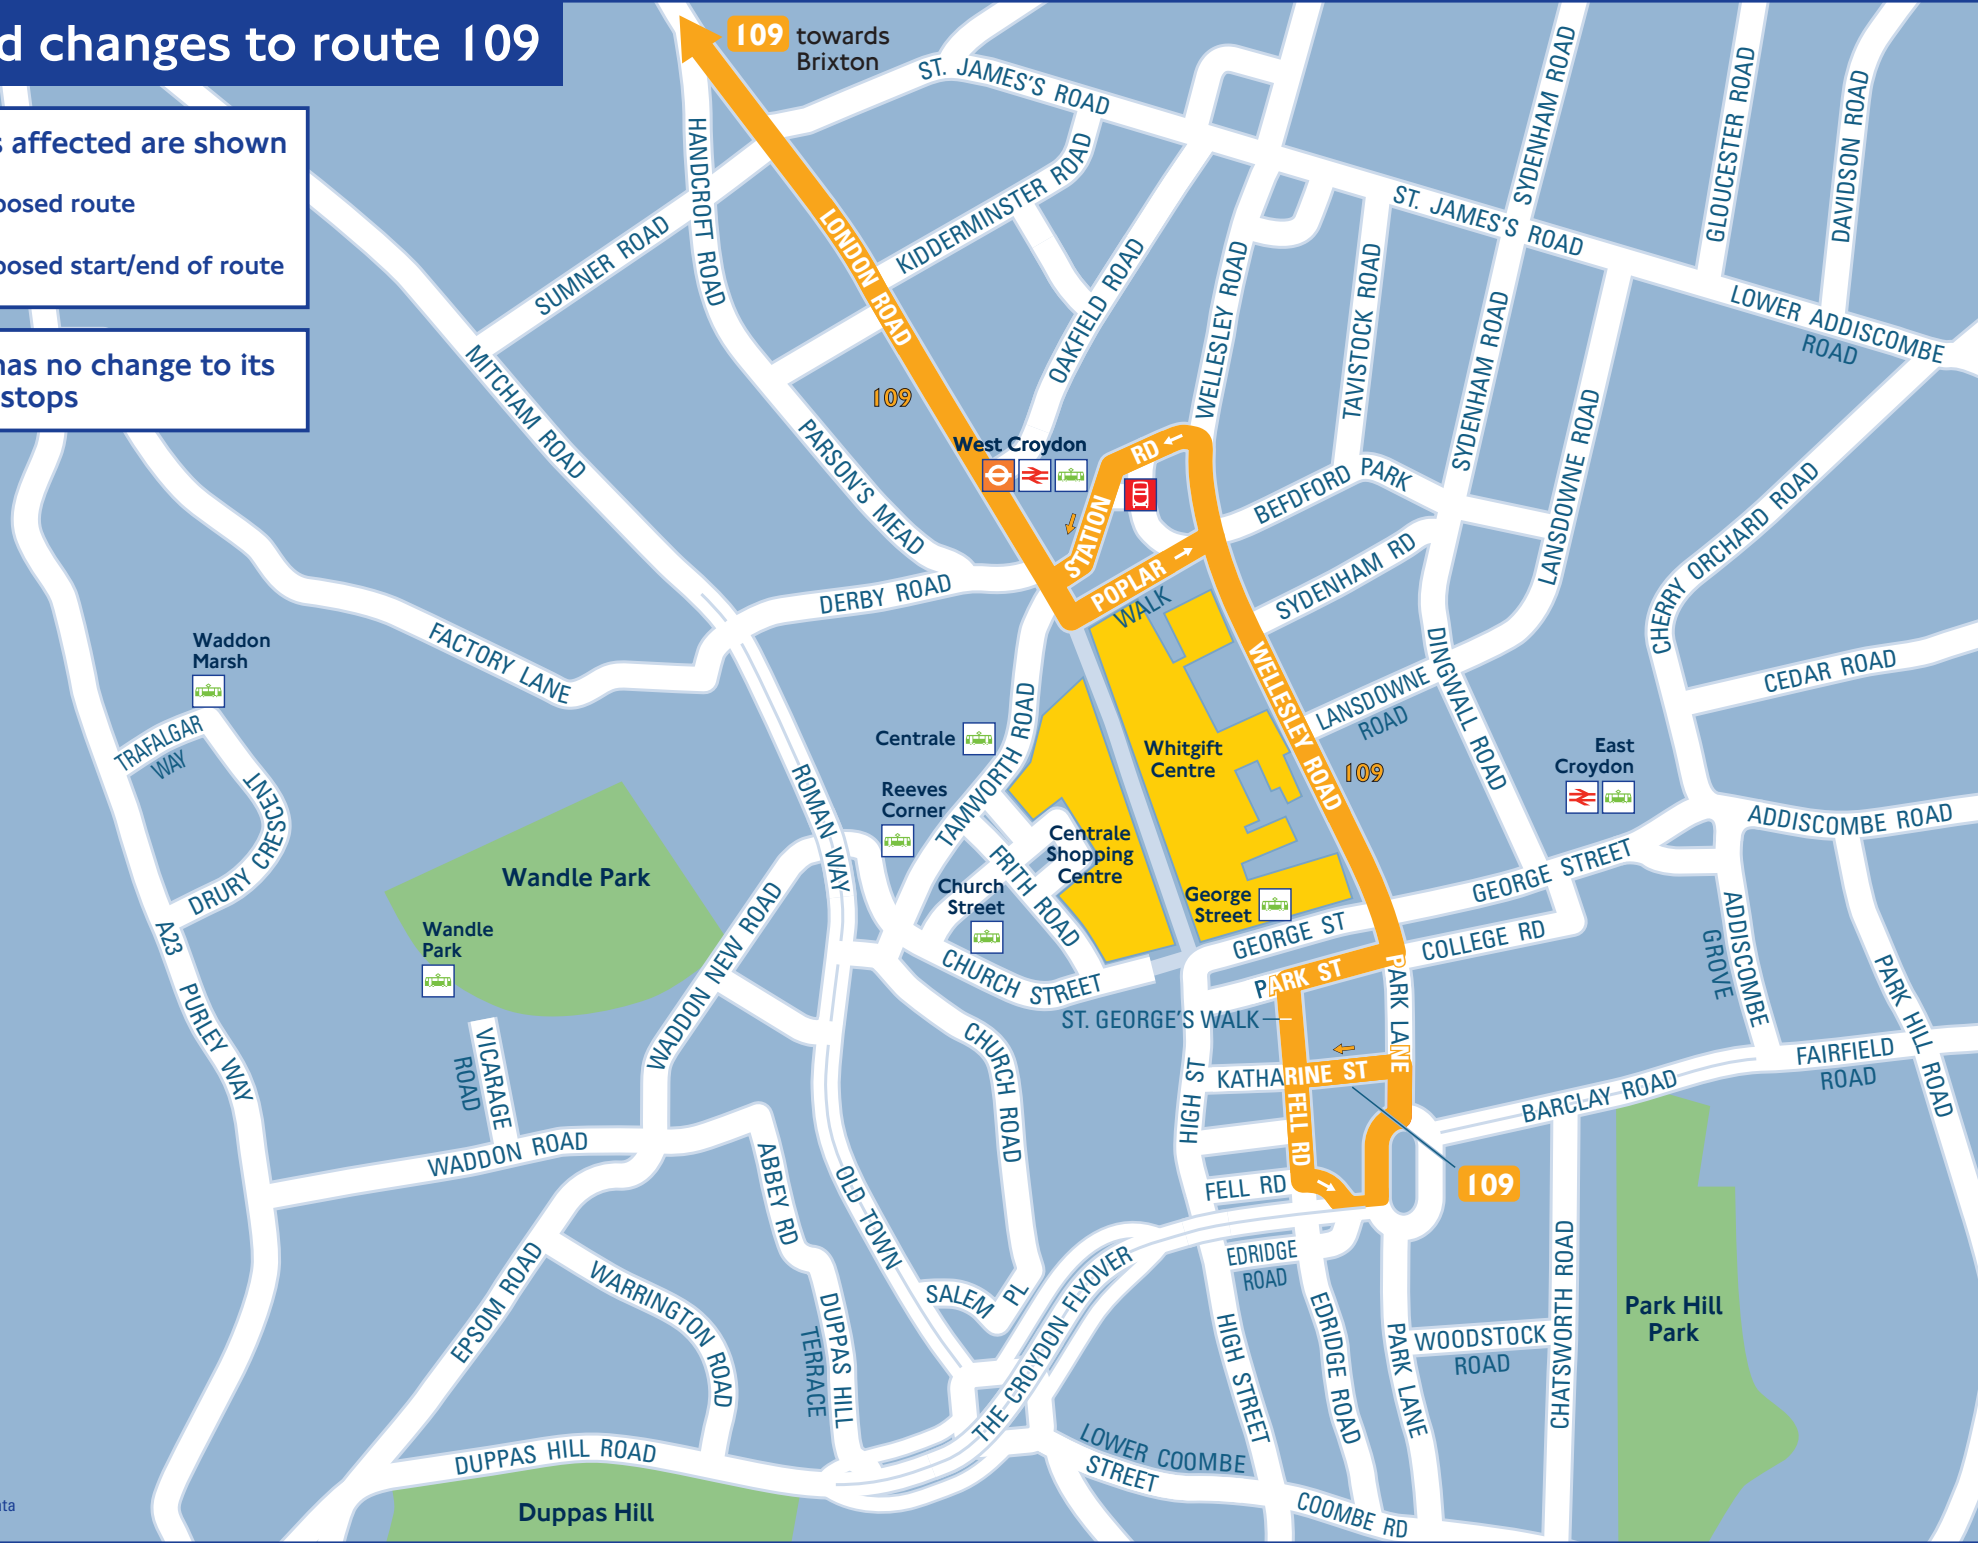 d changes to route 109
s affected are shown
posed route
posed start/end of route
has no change to its
stops
109 towards
Brixton
ST. JAMES'S ROAD
HANDCROFT ROAD
SUMNER ROAD
LONDON ROAD
KIDDERMINSTER ROAD
OAKFIELD ROAD
WELLESLEY ROAD
TAVISTOCK ROAD
ST. JAMES'S ROAD
SYDENHAM ROAD
GLOUCESTER ROAD
DAVIDSON ROAD
LOWER ADDISCOMBE
ROAD
SYDENHAM ROAD
LANSDOWNE ROAD
MITCHAM ROAD
109
West Croydon
PARSON'S MEAD
STATION
RD
BEFDFORD PARK
CHERRY ORCHARD ROAD
SYDENHAM RD
POPLAR
WALK
DERBY ROAD
FACTORY LANE
Waddon
Marsh
TRAFALGAR
WAY
DRURY CRESCENT
Centrale
TAMWORTH ROAD
Reeves
Corner
ROMAN WAY
Whitgift
Centre
WELLESLEY ROAD
LANSDOWNE
ROAD
DINGWALL ROAD
109
CEDAR ROAD
East
Croydon
ADDISCOMBE ROAD
GEORGE STREET
Centrale
Shopping
Centre
FRITH ROAD
Church
Street
George
Street
GEORGE ST
COLLEGE RD
Wandle Park
Wandle
Park
A23
PURLEY WAY
WADDON NEW ROAD
CHURCH STREET
PARK ST
ST. GEORGE'S WALK
PARK LANE
ADDISCOMBE
GROVE
PARK HILL ROAD
VICARAGE
ROAD
CHURCH ROAD
HIGH ST
KATHARINE ST
FAIRFIELD
ROAD
BARCLAY ROAD
WADDON ROAD
ABBEY RD
OLD TOWN
FELL RD
FELL RD
109
EDRIDGE
ROAD
EPSOM ROAD
WARRINGTON ROAD
DUPPAS HILL
TERRACE
SALEM PL
THE CROYDON FLYOVER
HIGH STREET
EDRIDGE ROAD
PARK LANE
WOODSTOCK
ROAD
CHATSWORTH ROAD
Park Hill
Park
DUPPAS HILL ROAD
LOWER COOMBE
STREET
COOMBE RD
Duppas Hill
ata